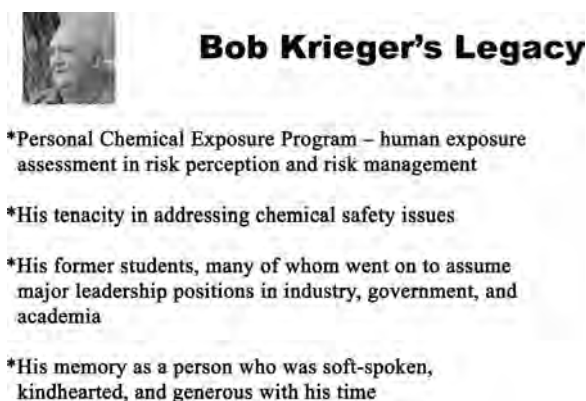 Bob Krieger's Legacy
*Personal Chemical Exposure Program – human exposure
assessment in risk perception and risk management
*His tenacity in addressing chemical safety issues
*His former students, many of whom went on to assume
major leadership positions in industry, government, and
academia
*His memory as a person who was soft-spoken,
kindhearted, and generous with his time